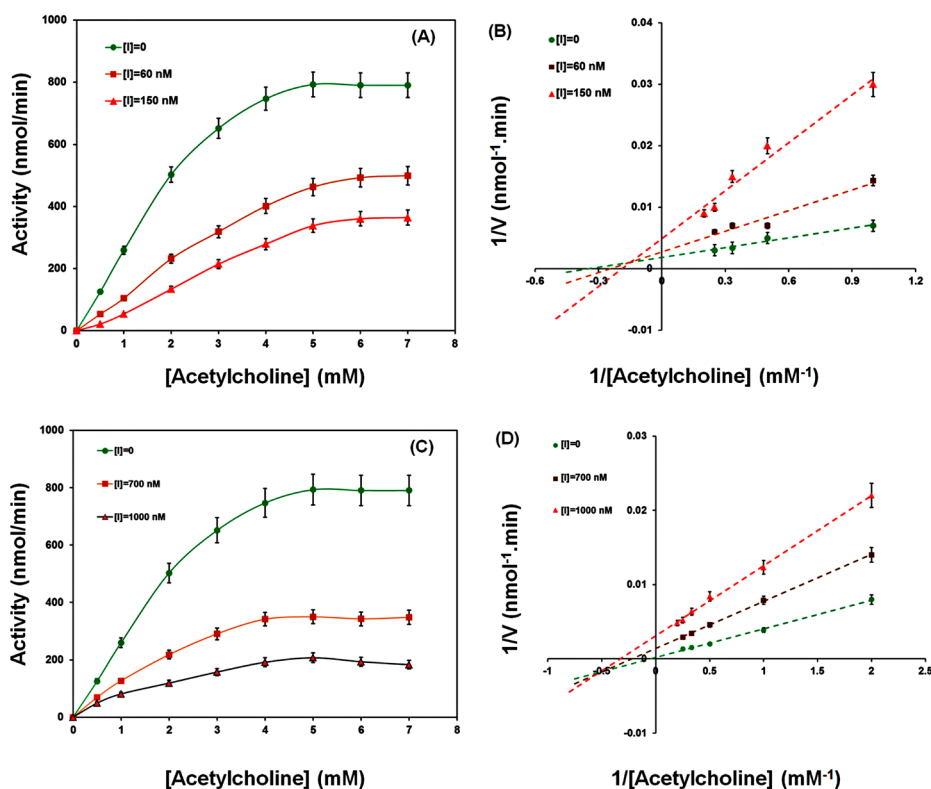 (A)
1000
800
600
400
200
0
0 1 2 3 4 5 6 7 8
Activity (nmol/min)
[Acetylcholine] (mM)
[I]=0
[I]=60 nM
[I]=150 nM
(B)
0.04
0.03
0.02
0.01
0
-0.01
-0.6 -0.3 0 0.3 0.6 0.9 1.2
1/V (nmol⁻¹.min)
1/[Acetylcholine] (mM⁻¹)
[I]=0
[I]=60 nM
[I]=150 nM
(C)
1000
800
600
400
200
0
0 1 2 3 4 5 6 7 8
Activity (nmol/min)
[Acetylcholine] (mM)
[I]=0
[I]=700 nM
[I]=1000 nM
(D)
0.03
0.02
0.01
0
-0.01
-1 -0.5 0 0.5 1 1.5 2 2.5
1/V (nmol⁻¹.min)
1/[Acetylcholine] (mM⁻¹)
[I]=0
[I]=700 nM
[I]=1000 nM